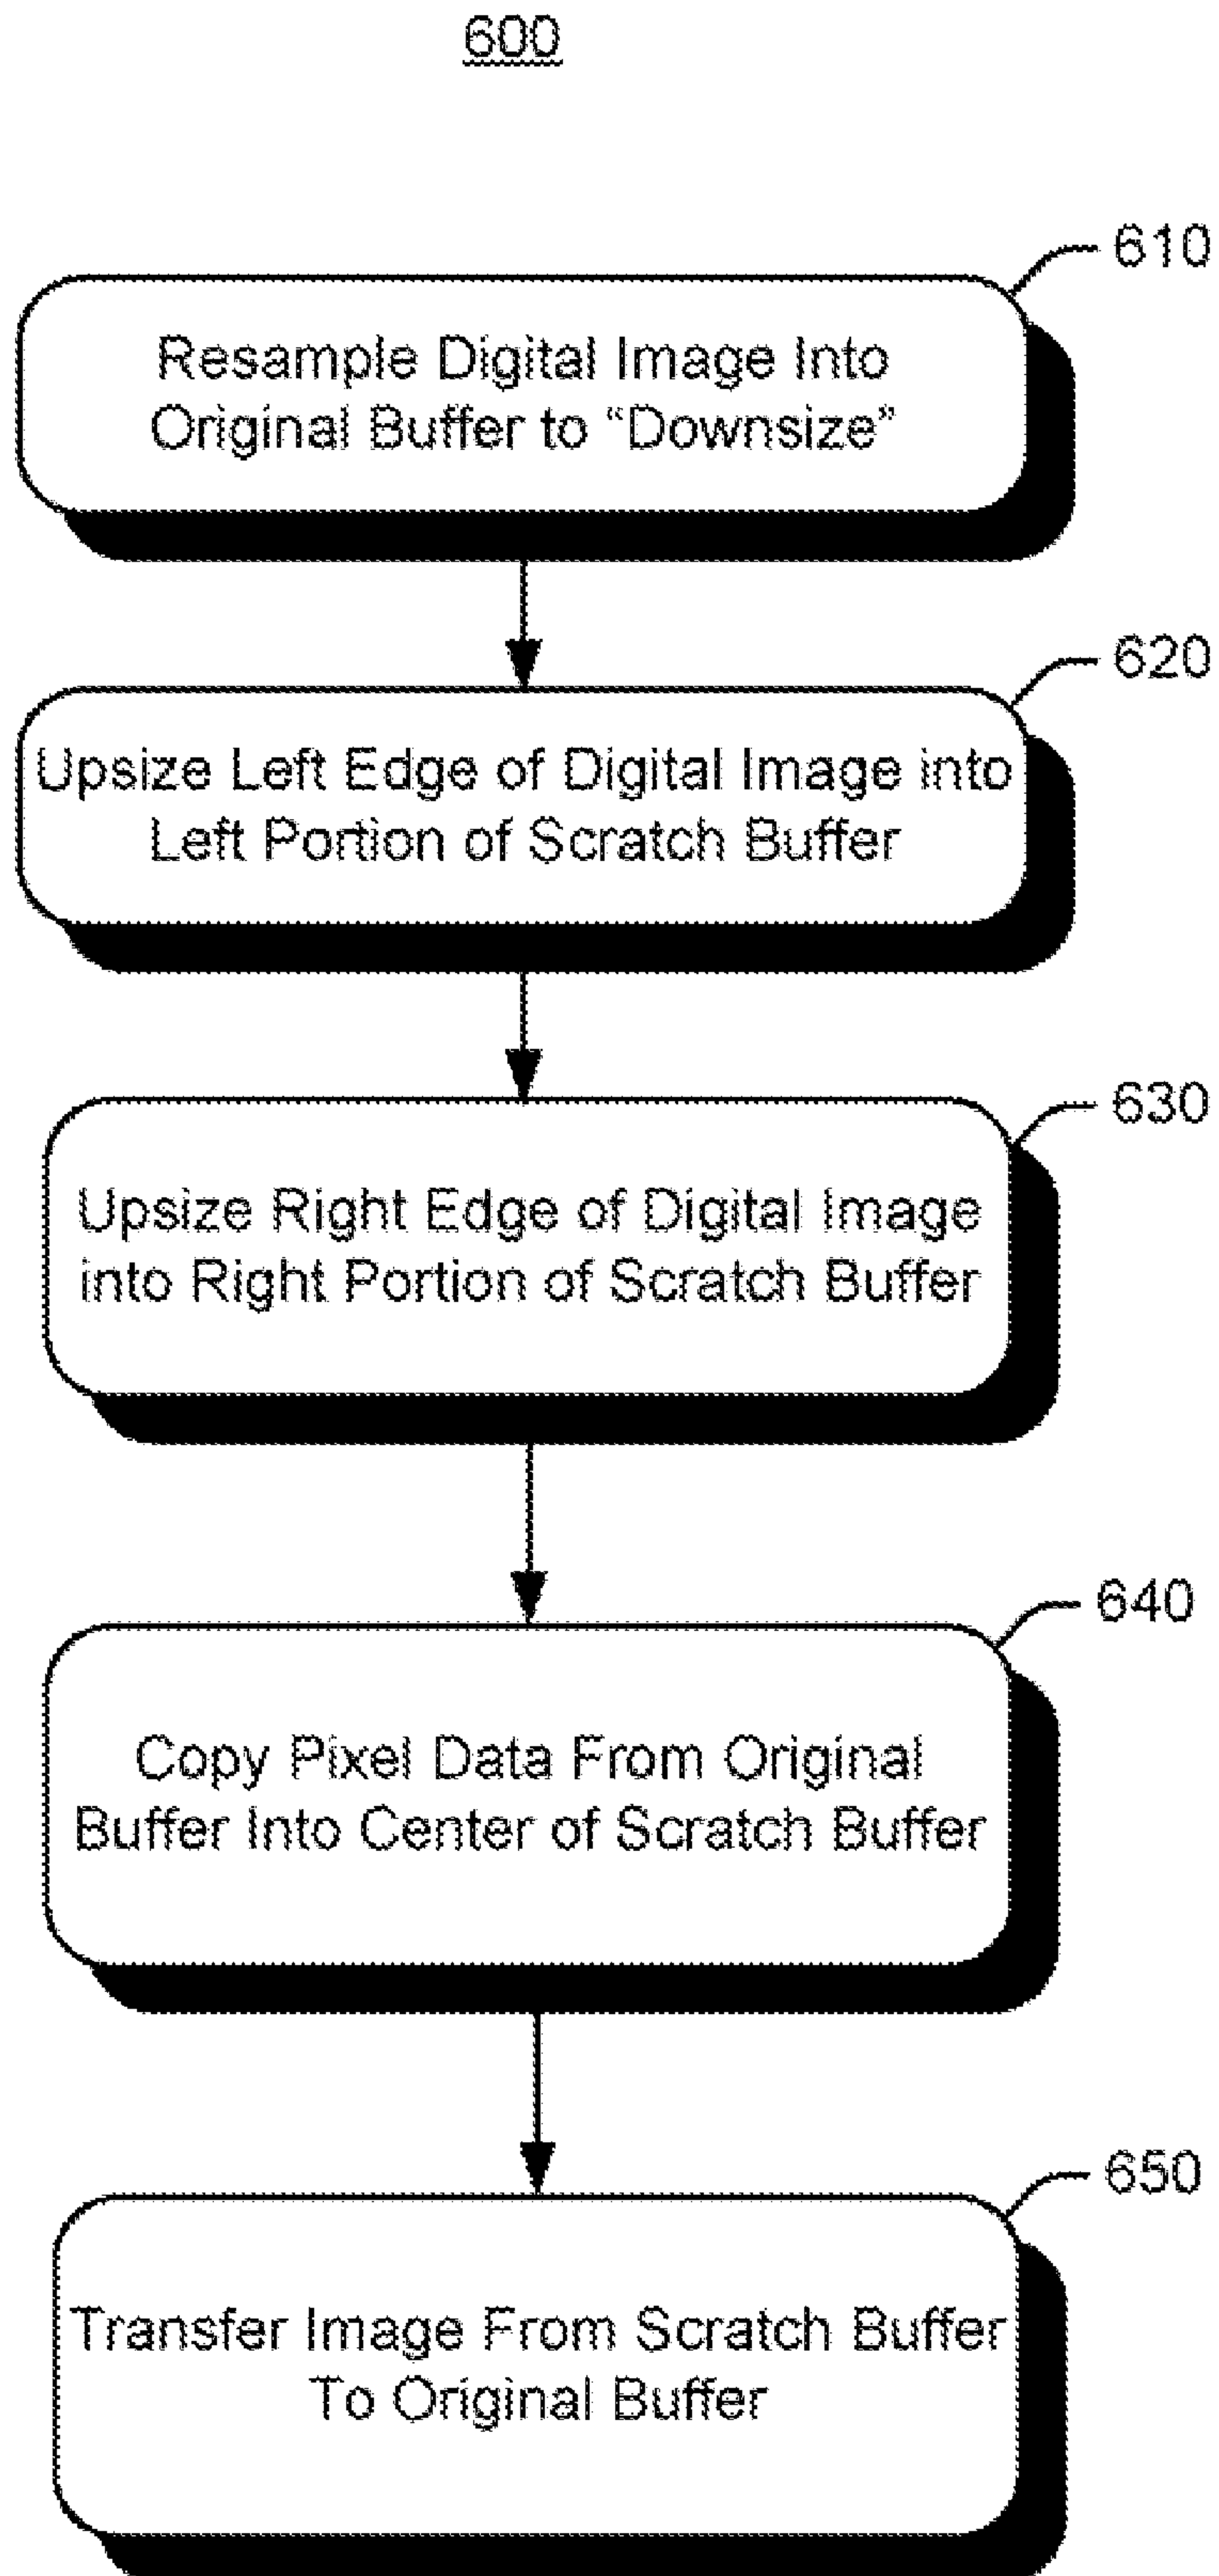 600
610
Resample Digital Image Into
Original Buffer to “Downsize”
620
Upsize Left Edge of Digital Image into
Left Portion of Scratch Buffer
630
Upsize Right Edge of Digital Image
into Right Portion of Scratch Buffer
640
Copy Pixel Data From Original
Buffer Into Center of Scratch Buffer
650
Transfer Image From Scratch Buffer
To Original Buffer